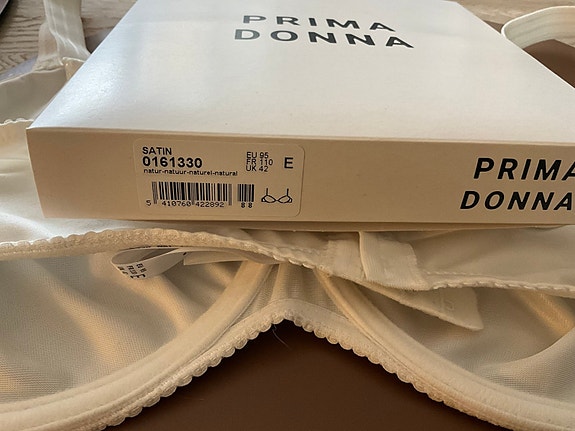 PRIMA
DONNA
SATIN
0161330
natur-natuur-naturel-natural
EU 95
FR 110
UK 42
E
5 410760 422892
88
PRIMA
DONNA